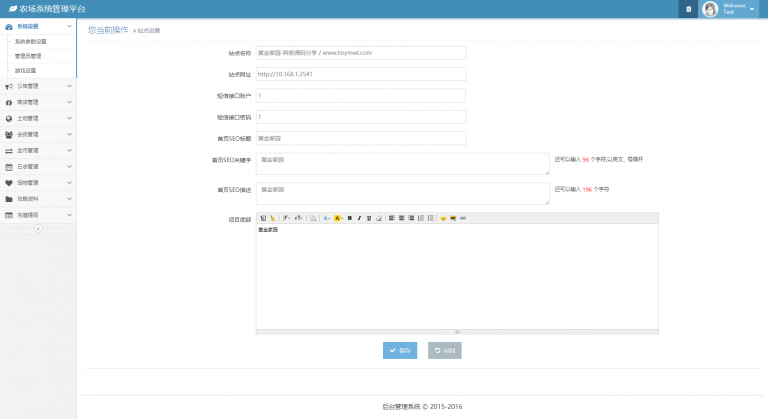 农场系统管理平台
Welcome,
Test
系统设置
系统参数设置
管理员管理
游戏设置
公告管理
商店管理
土地管理
会员管理
金币管理
日志管理
宠物管理
攻略资料
充值提现
您当前操作 » 站点设置
站点名称 黄金家园-阿奇源码分享 / www.hnymwl.com
站点网址 http://10.168.1.2541
短信接口账户 1
短信接口密码 1
首页SEO标题 黄金家园
首页SEO关键字 黄金家园 还可以输入 96 个字符,以英文 , 号隔开
首页SEO描述 黄金家园 还可以输入 196 个字符
项目底部
黄金家园
保存 返回
后台管理系统 © 2015-2016